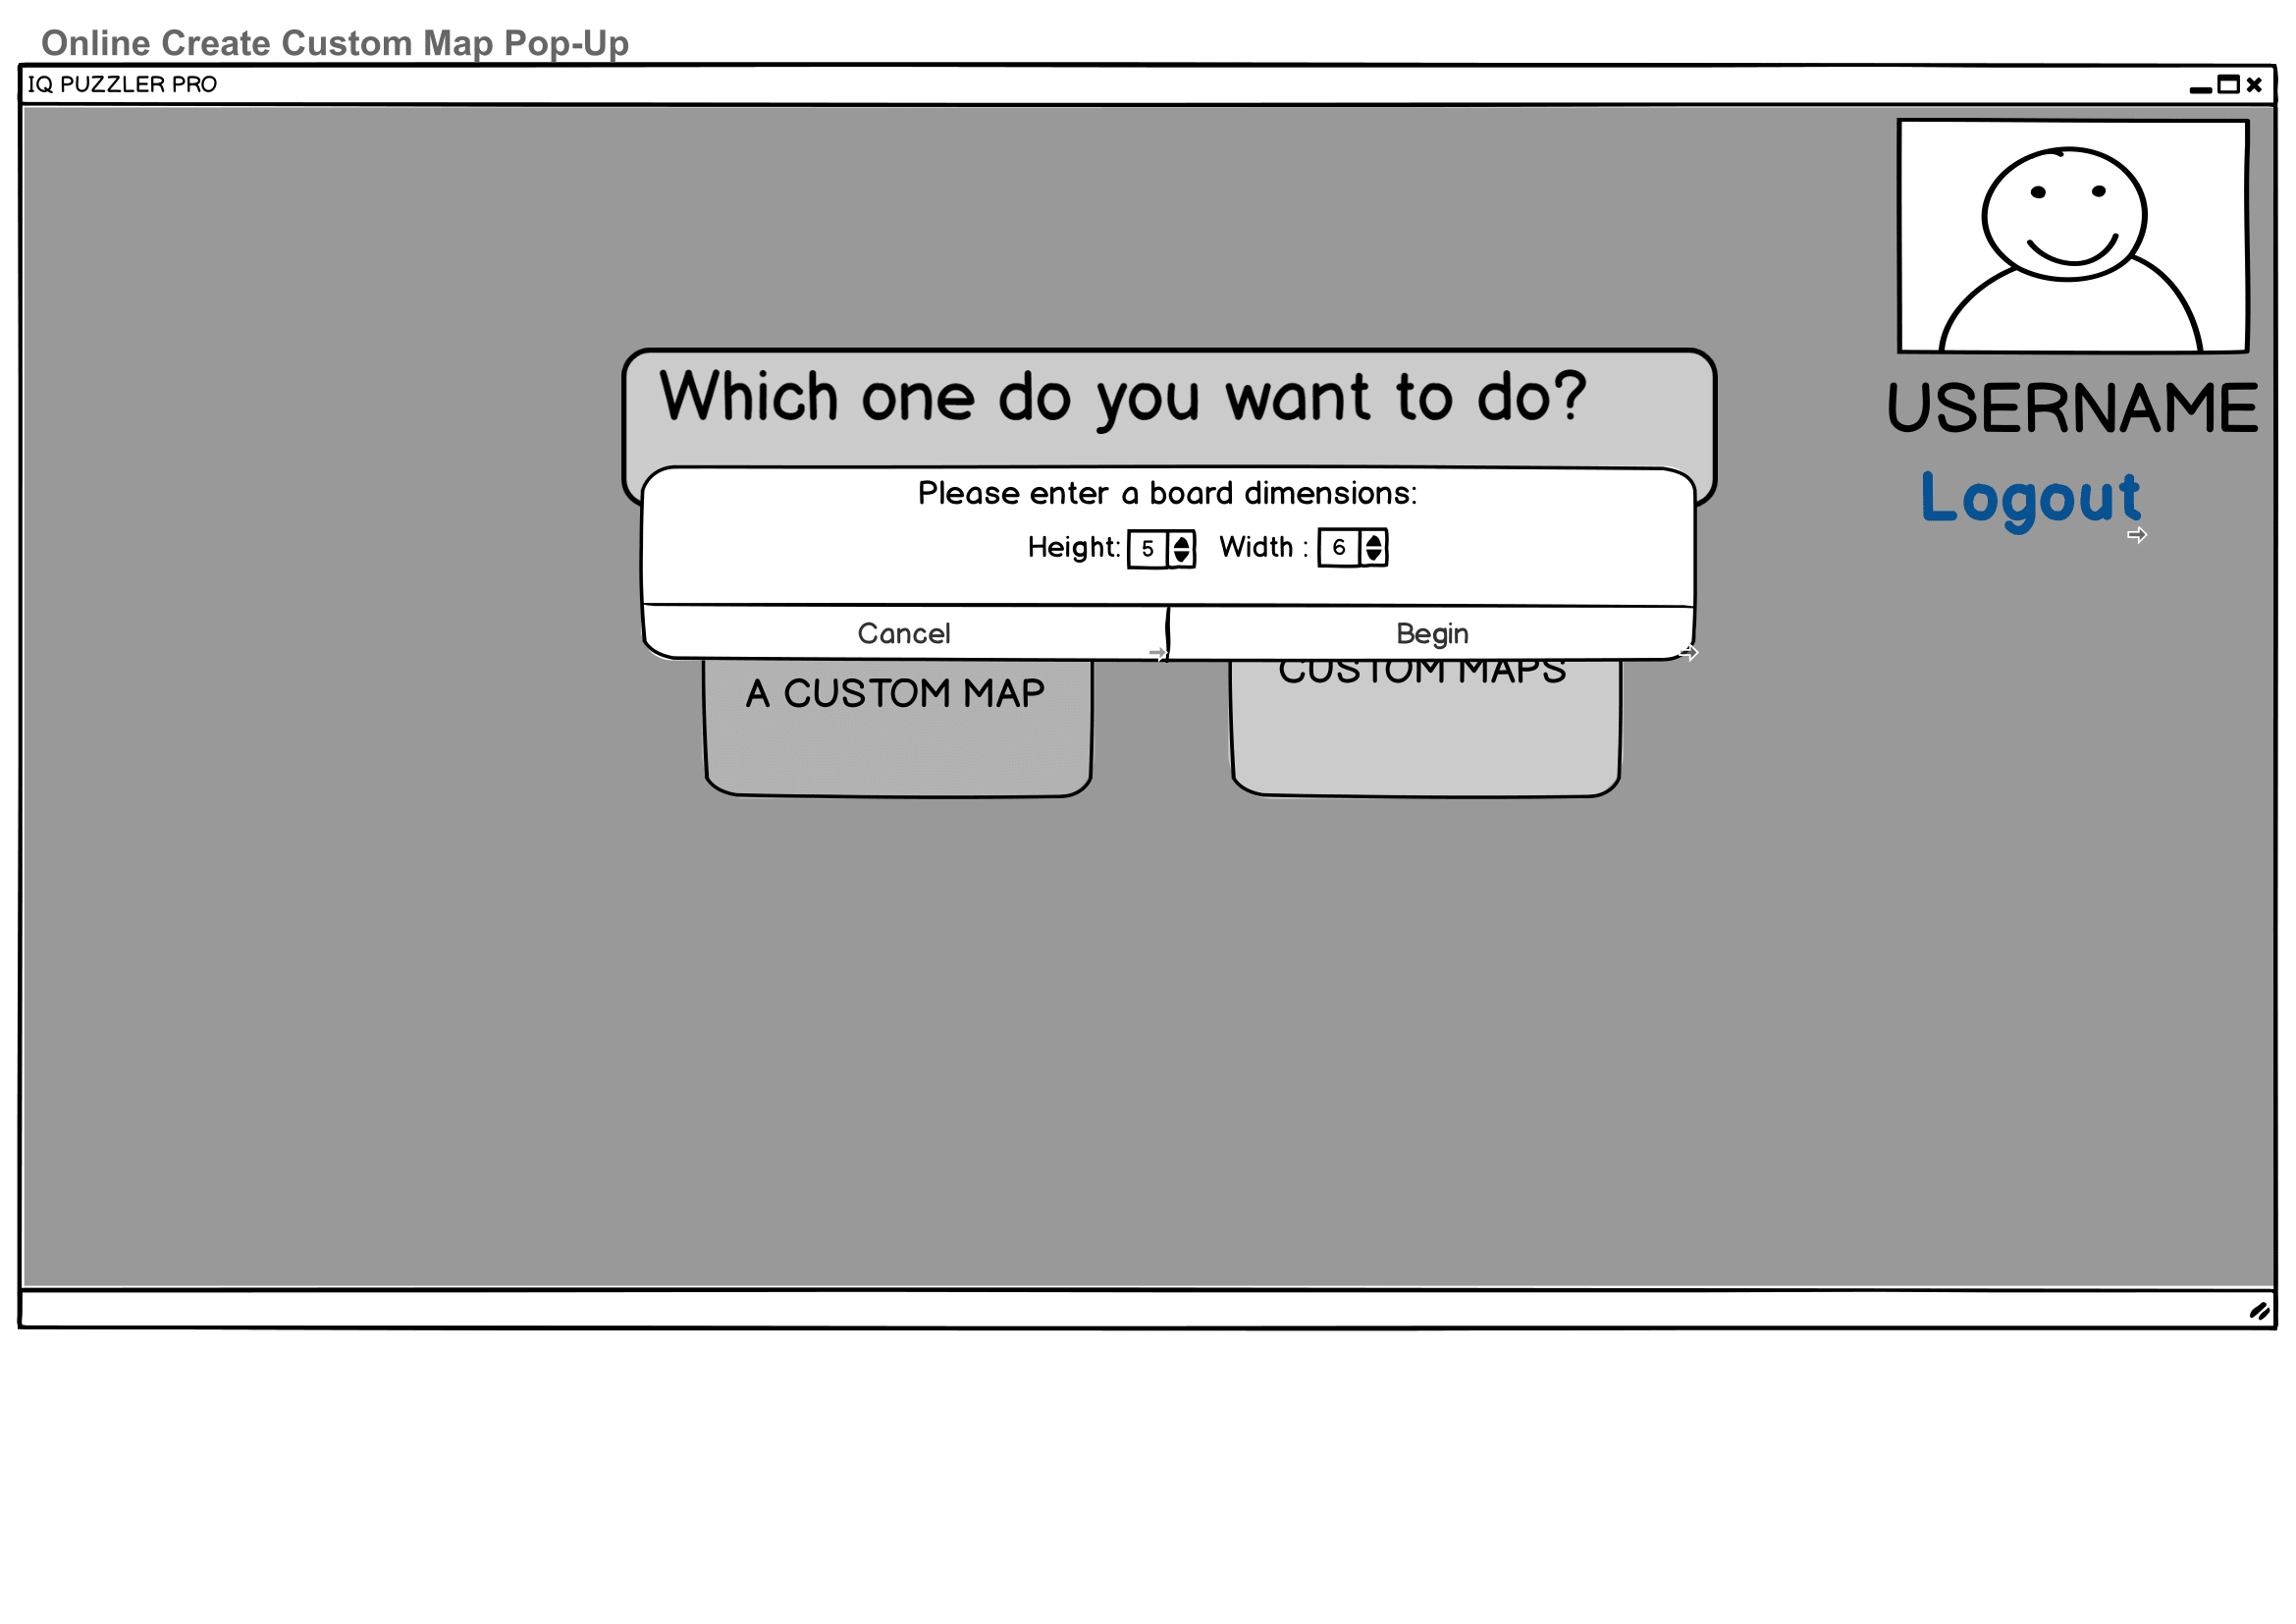 Online Create Custom Map Pop-Up
IQ PUZZLER PRO
Which one do you want to do?
USERNAME
Logout
Please enter a board dimensions:
Height: 5 Width : 6
Cancel Begin
A CUSTOM MAP
CUSTOM MAPS